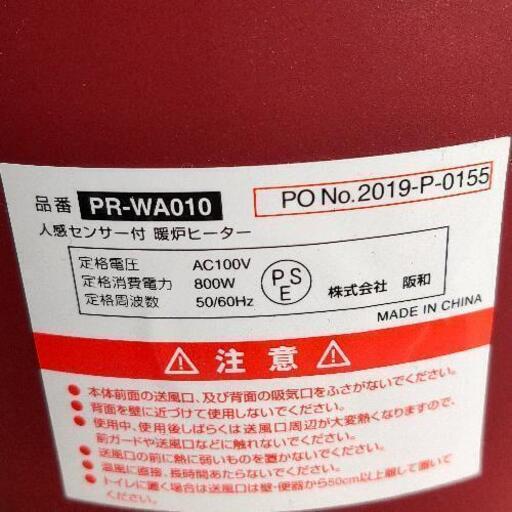 品番 PR-WA010 PO No.2019-P-0155
人感センサー付 暖炉ヒーター
定格電圧 AC100V
定格消費電力 800W
定格周波数 50/60Hz
PSE
株式会社 阪和
MADE IN CHINA
⚠ 注意 ⚠
● 本体前面の送風口、及び背面の吸気口をふさがないでください。
● 背面を壁に近づけて使用しないでください。
● 使用中、使用後しばらくは送風口周辺が大変熱くなりますので、
前ガードや送風口などに触れないでください。
● 送風口の前に熱に弱いものを置かないでください。
● 温風に直接、長時間あたらないでください。
● トイレに置く場合は送風口は壁・便器から50cm以上離して置いて
ください。